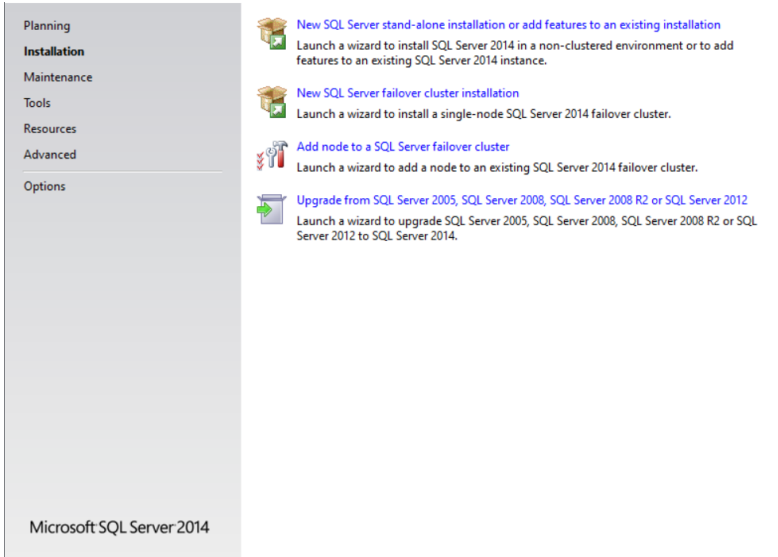 Planning
Installation
Maintenance
Tools
Resources
Advanced
Options
New SQL Server stand-alone installation or add features to an existing installation
Launch a wizard to install SQL Server 2014 in a non-clustered environment or to add
features to an existing SQL Server 2014 instance.
New SQL Server failover cluster installation
Launch a wizard to install a single-node SQL Server 2014 failover cluster.
Add node to a SQL Server failover cluster
Launch a wizard to add a node to an existing SQL Server 2014 failover cluster.
Upgrade from SQL Server 2005, SQL Server 2008, SQL Server 2008 R2 or SQL Server 2012
Launch a wizard to upgrade SQL Server 2005, SQL Server 2008, SQL Server 2008 R2 or SQL
Server 2012 to SQL Server 2014.
Microsoft SQL Server 2014